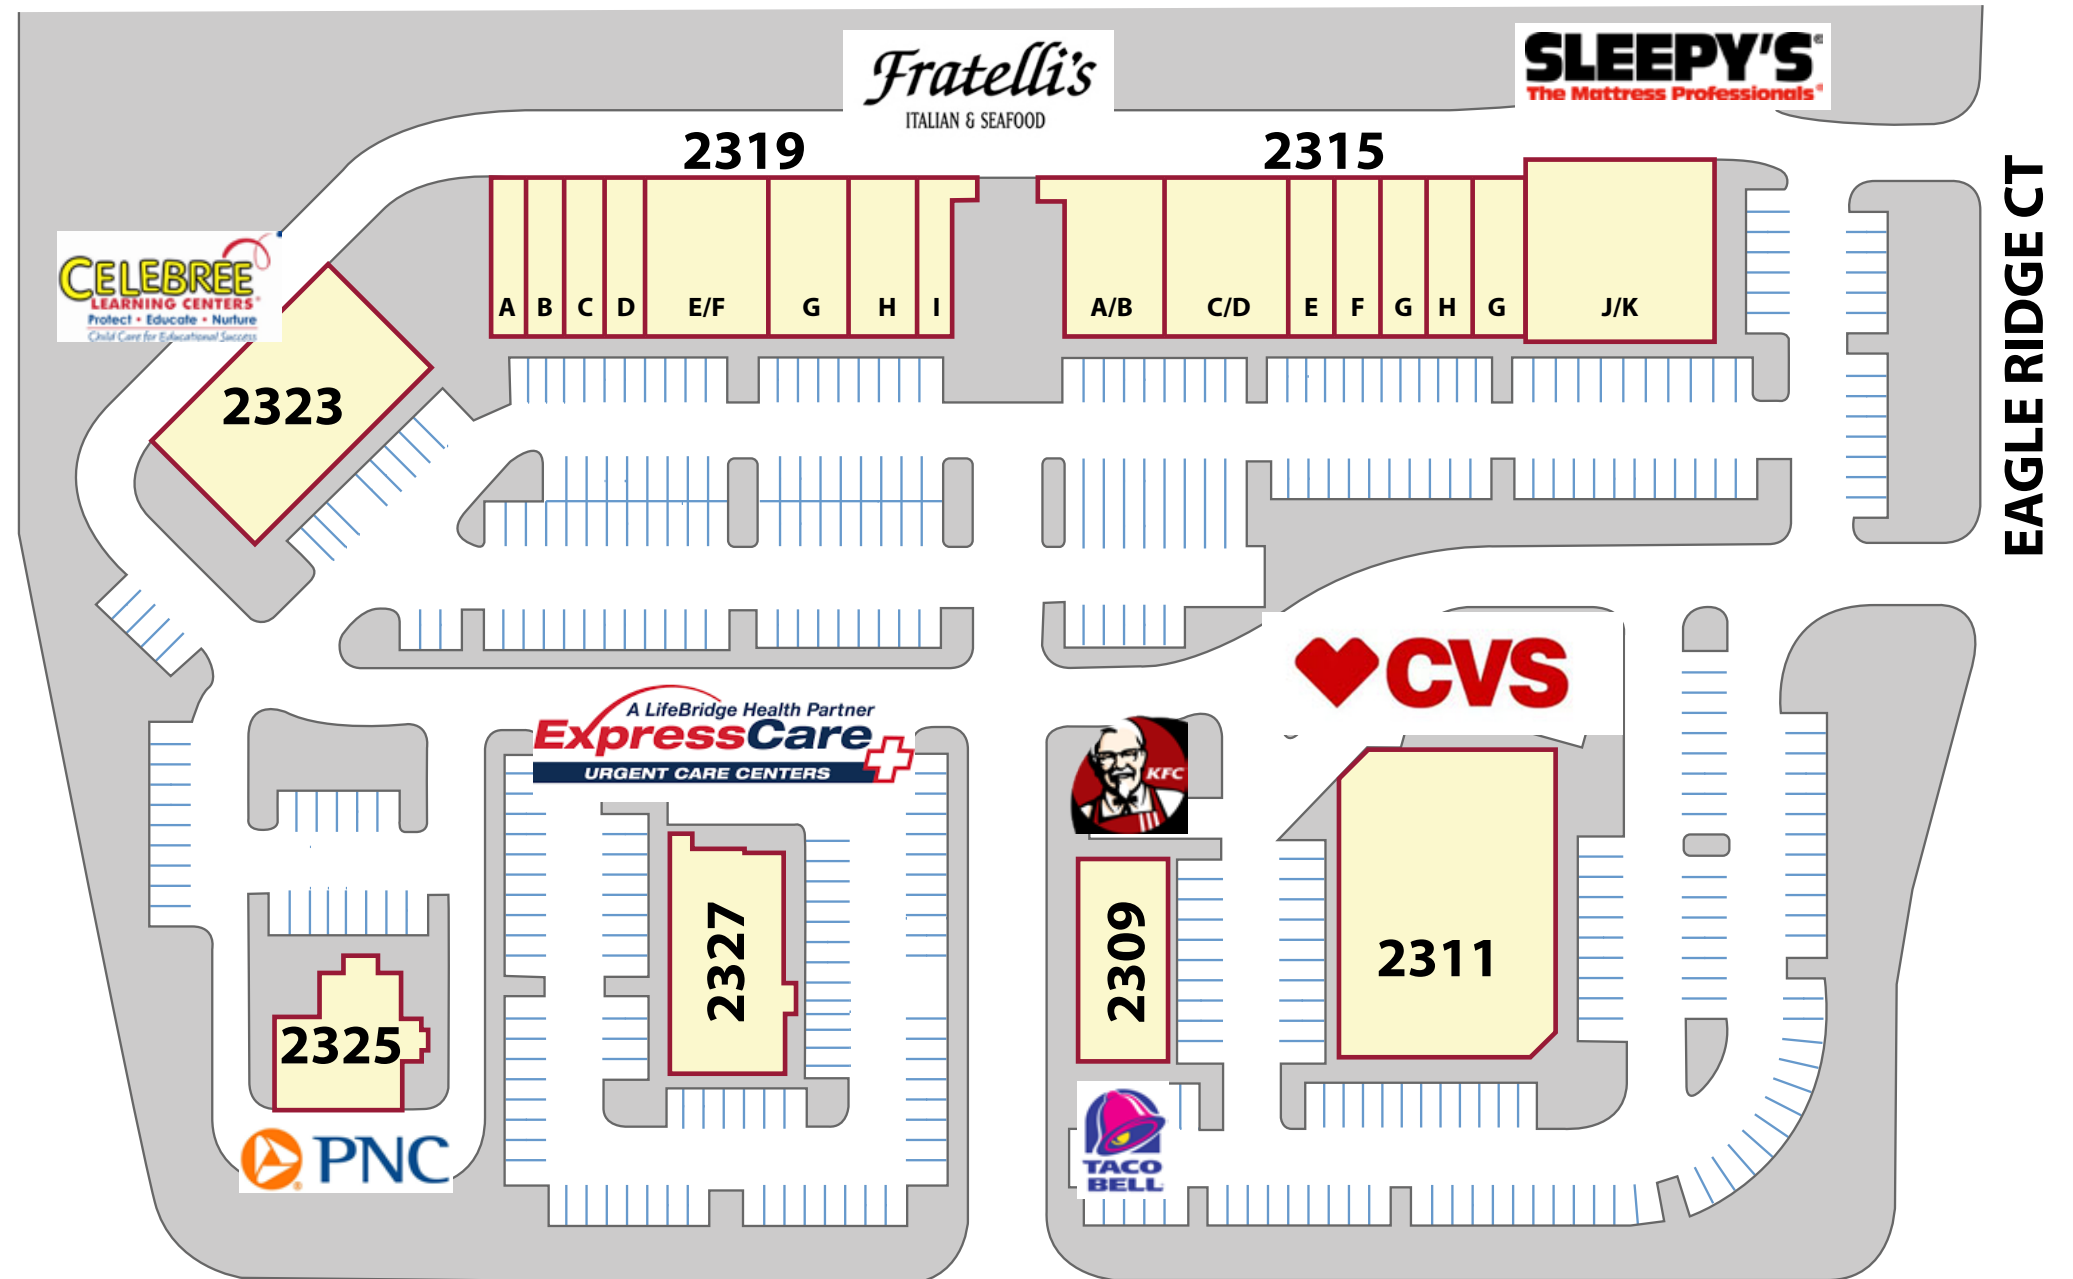 Fratelli's
ITALIAN & SEAFOOD
SLEEPY'S
The Mattress Professionals
2319
2315
EAGLE RIDGE CT
CELEBREE
LEARNING CENTERS
Protect • Educate • Nurture
Child Care for Educational Success
A B C D E/F G H I
A/B C/D E F G H G J/K
2323
A LifeBridge Health Partner
ExpressCare
URGENT CARE CENTERS
CVS
KFC
2327
2309
2311
2325
PNC
TACO
BELL